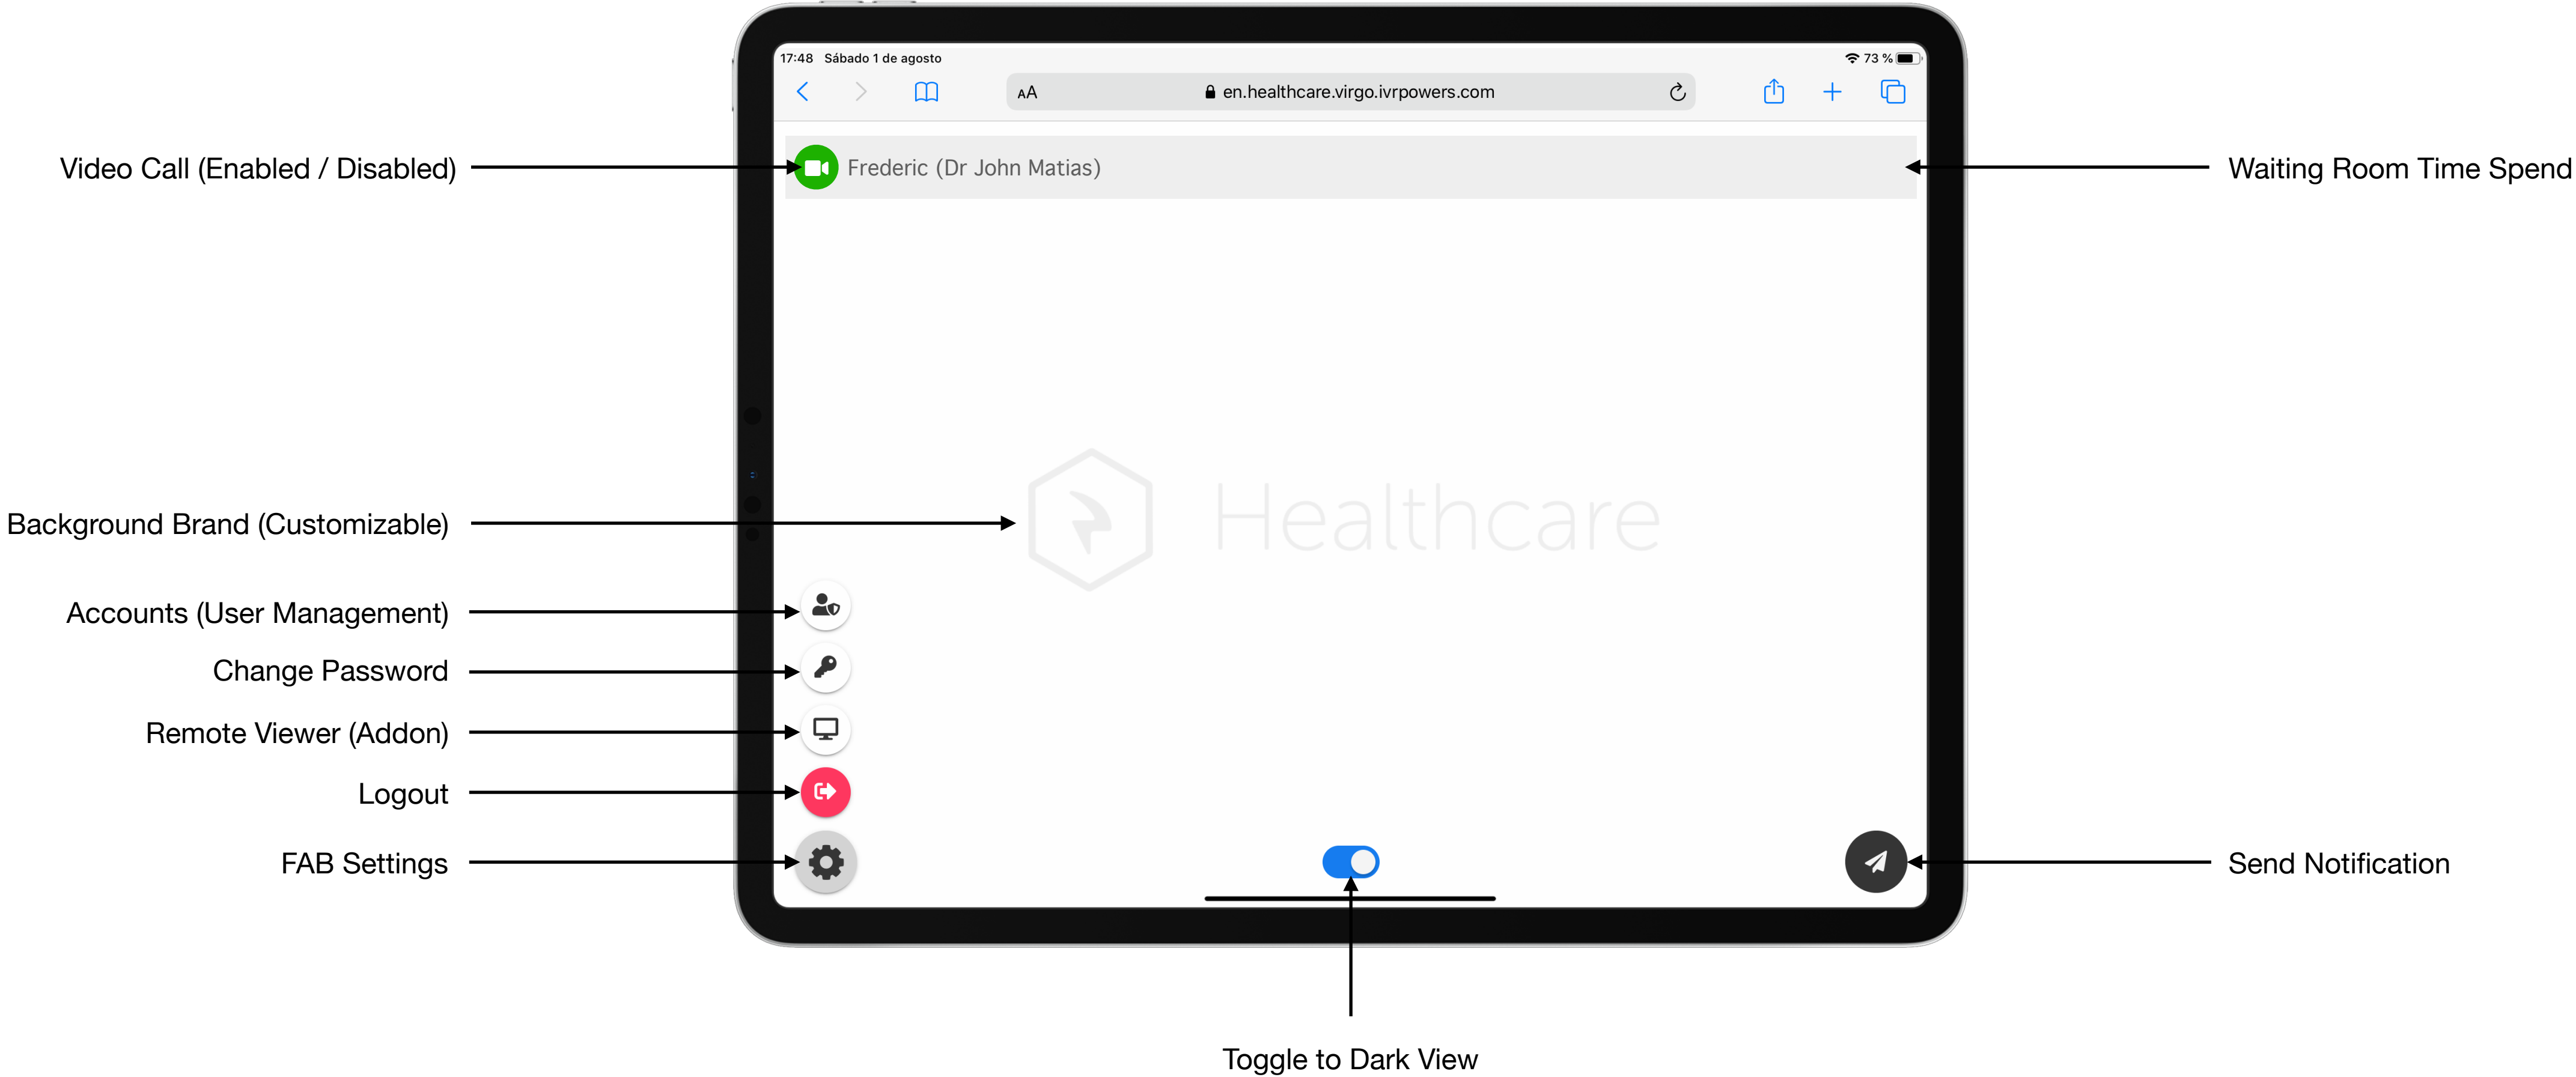 17:48 Sábado 1 de agosto 73 %
AA en.healthcare.virgo.ivrpowers.com
Video Call (Enabled / Disabled)
Frederic (Dr John Matias)
Waiting Room Time Spend
Background Brand (Customizable)
Healthcare
Accounts (User Management)
Change Password
Remote Viewer (Addon)
Logout
FAB Settings
Send Notification
Toggle to Dark View